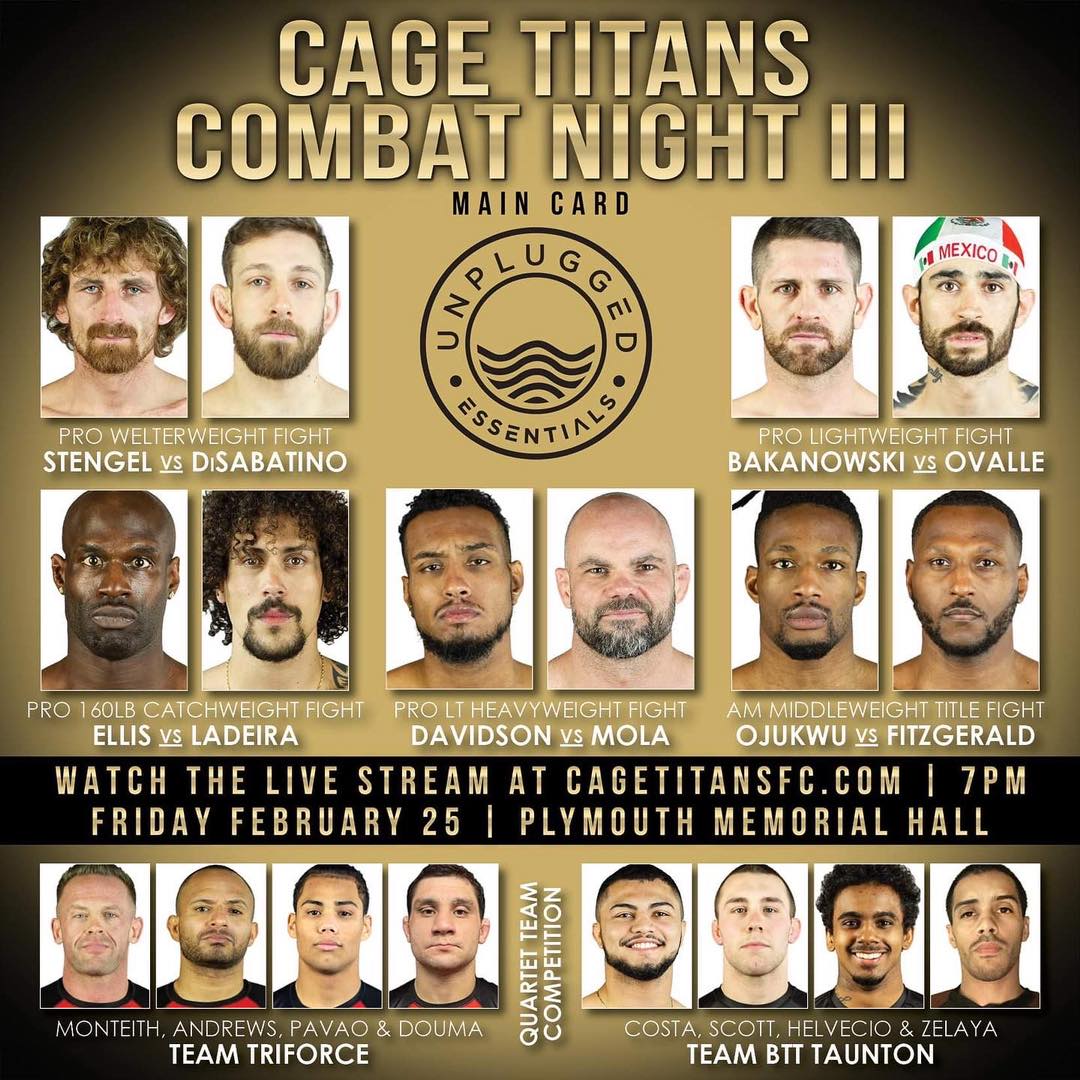 CAGE TITANS
COMBAT NIGHT III
MAIN CARD
UNPLUGGED
ESSENTIALS
MEXICO
PRO WELTERWEIGHT FIGHT
STENGEL VS DiSABATINO
PRO LIGHTWEIGHT FIGHT
BAKANOWSKI VS OVALLE
PRO 160LB CATCHWEIGHT FIGHT
ELLIS VS LADEIRA
PRO LT HEAVYWEIGHT FIGHT
DAVIDSON VS MOLA
AM MIDDLEWEIGHT TITLE FIGHT
OJUKWU VS FITZGERALD
WATCH THE LIVE STREAM AT CAGETITANSFC.COM | 7PM
FRIDAY FEBRUARY 25 | PLYMOUTH MEMORIAL HALL
MONTEITH, ANDREWS, PAVAO & DOUMA
TEAM TRIFORCE
QUARTET TEAM
COMPETITION
COSTA, SCOTT, HELVECIO & ZELAYA
TEAM BTT TAUNTON